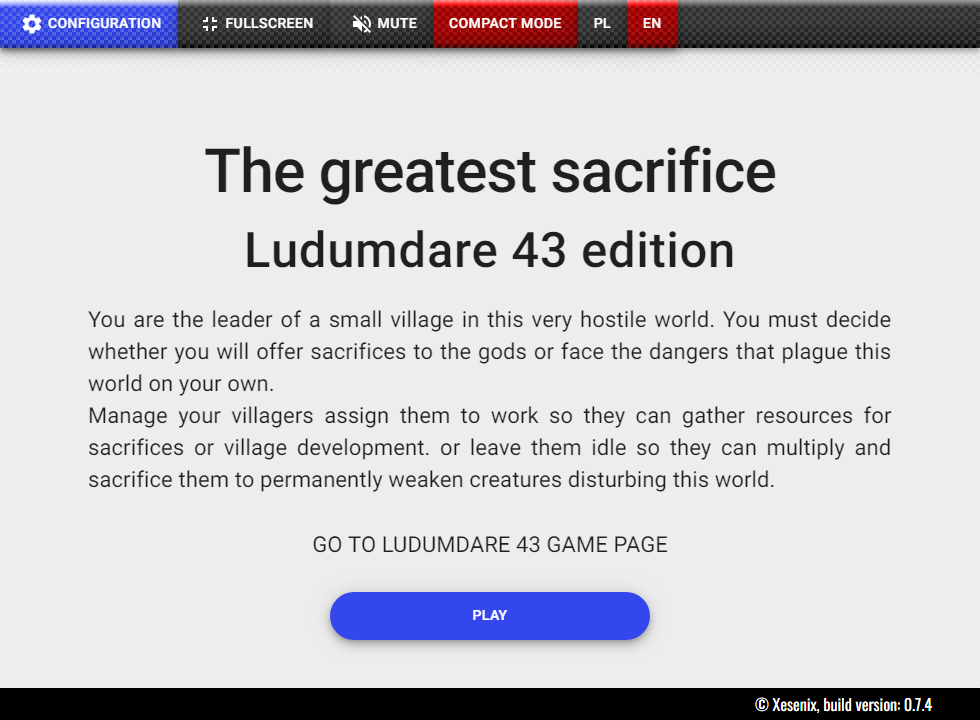 CONFIGURATION FULLSCREEN MUTE COMPACT MODE PL EN
The greatest sacrifice
Ludumdare 43 edition
You are the leader of a small village in this very hostile world. You must decide
whether you will offer sacrifices to the gods or face the dangers that plague this
world on your own.
Manage your villagers assign them to work so they can gather resources for
sacrifices or village development. or leave them idle so they can multiply and
sacrifice them to permanently weaken creatures disturbing this world.
GO TO LUDUMDARE 43 GAME PAGE
PLAY
© Xesenix, build version: 0.7.4